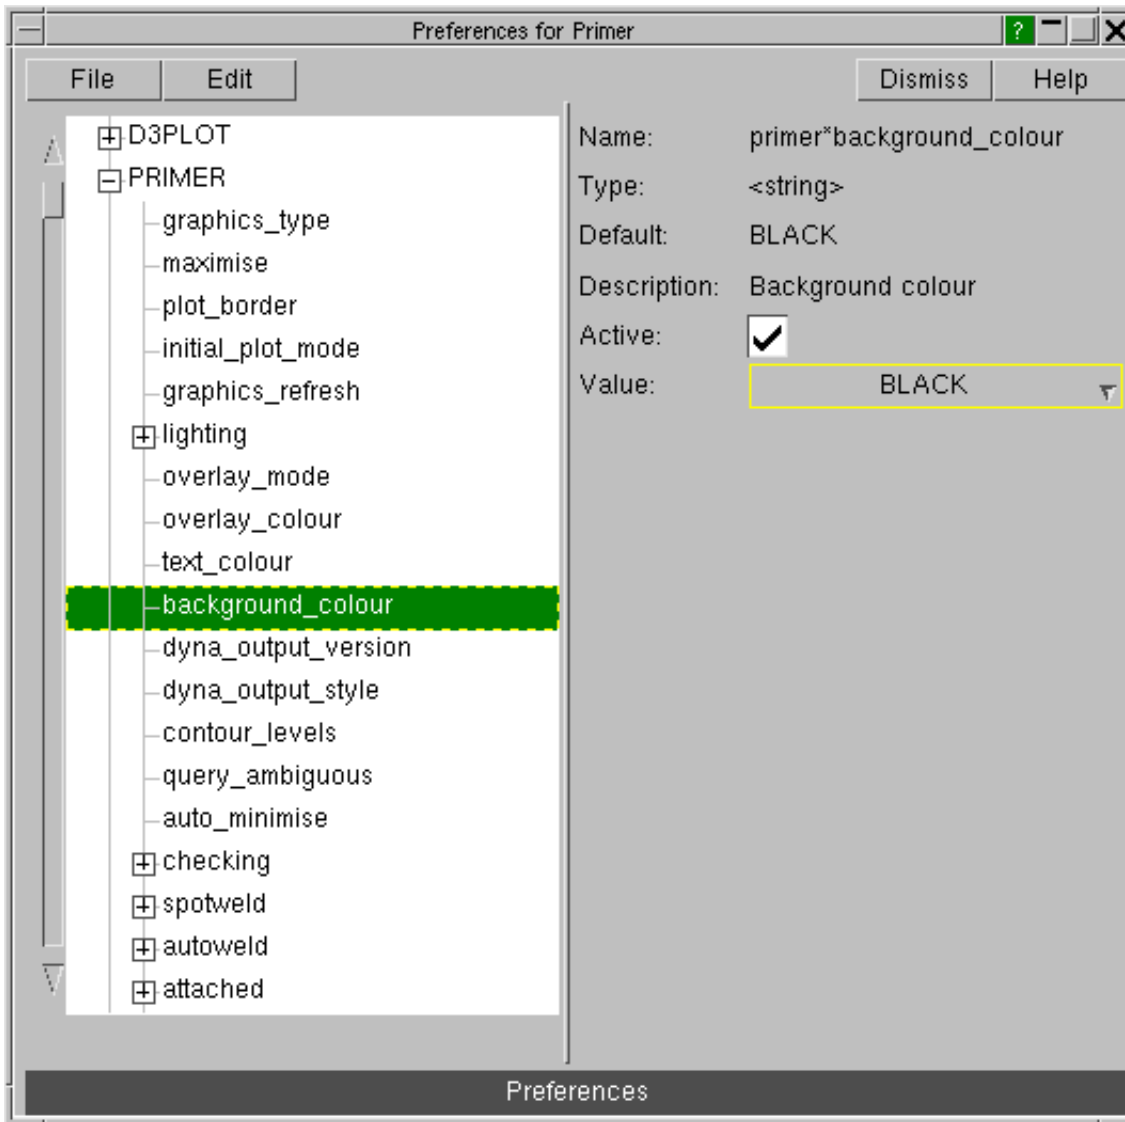 Preferences for Primer
?
File Edit Dismiss Help
D3PLOT
PRIMER
graphics_type
maximise
plot_border
initial_plot_mode
graphics_refresh
lighting
overlay_mode
overlay_colour
text_colour
background_colour
dyna_output_version
dyna_output_style
contour_levels
query_ambiguous
auto_minimise
checking
spotweld
autoweld
attached
Name: primer*background_colour
Type: <string>
Default: BLACK
Description: Background colour
Active:
Value: BLACK
Preferences